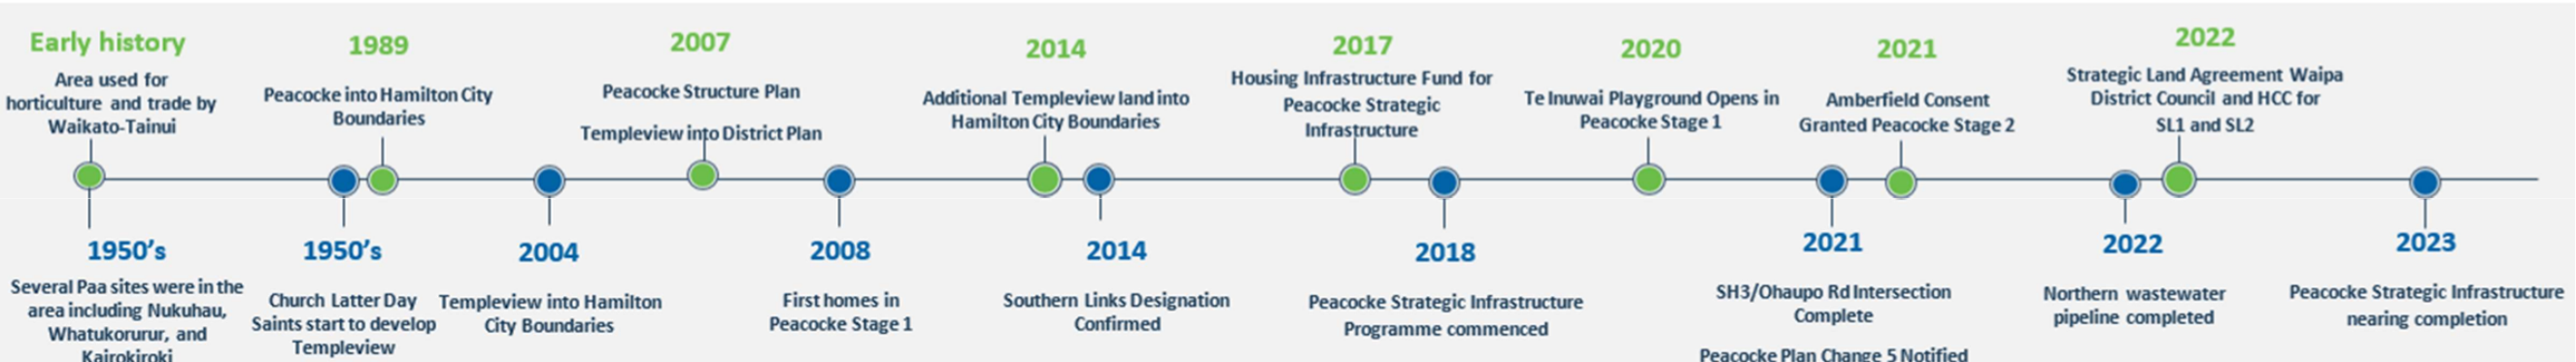 Early history
Area used for
horticulture and trade by
Waikato-Tainui
1989
Peacocke into Hamilton City
Boundaries
2007
Peacocke Structure Plan
Templeview into District Plan
2014
Additional Templeview land into
Hamilton City Boundaries
2017
Housing Infrastructure Fund for
Peacocke Strategic
Infrastructure
2020
Te Inuwai Playground Opens in
Peacocke Stage 1
2021
Amberfield Consent
Granted Peacocke Stage 2
2022
Strategic Land Agreement Waipa
District Council and HCC for
SL1 and SL2
1950's
Several Paa sites were in the
area including Nukuhau,
Whatukorurur, and
Kairokiroki
1950's
Church Latter Day
Saints start to develop
Templeview
2004
Templeview into Hamilton
City Boundaries
2008
First homes in
Peacocke Stage 1
2014
Southern Links Designation
Confirmed
2018
Peacocke Strategic Infrastructure
Programme commenced
2021
SH3/Ohaupo Rd Intersection
Complete
Peacocke Plan Change 5 Notified
2022
Northern wastewater
pipeline completed
2023
Peacocke Strategic Infrastructure
nearing completion